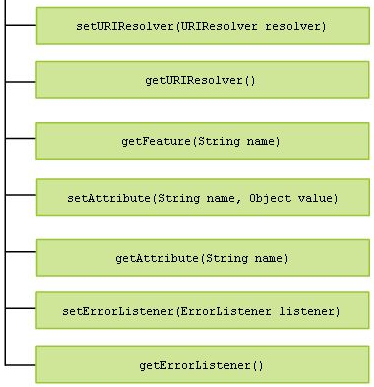 setURIResolver(URIResolver resolver)
getURIResolver()
getFeature(String name)
setAttribute(String name, Object value)
getAttribute(String name)
setErrorListener(ErrorListener listener)
getErrorListener()